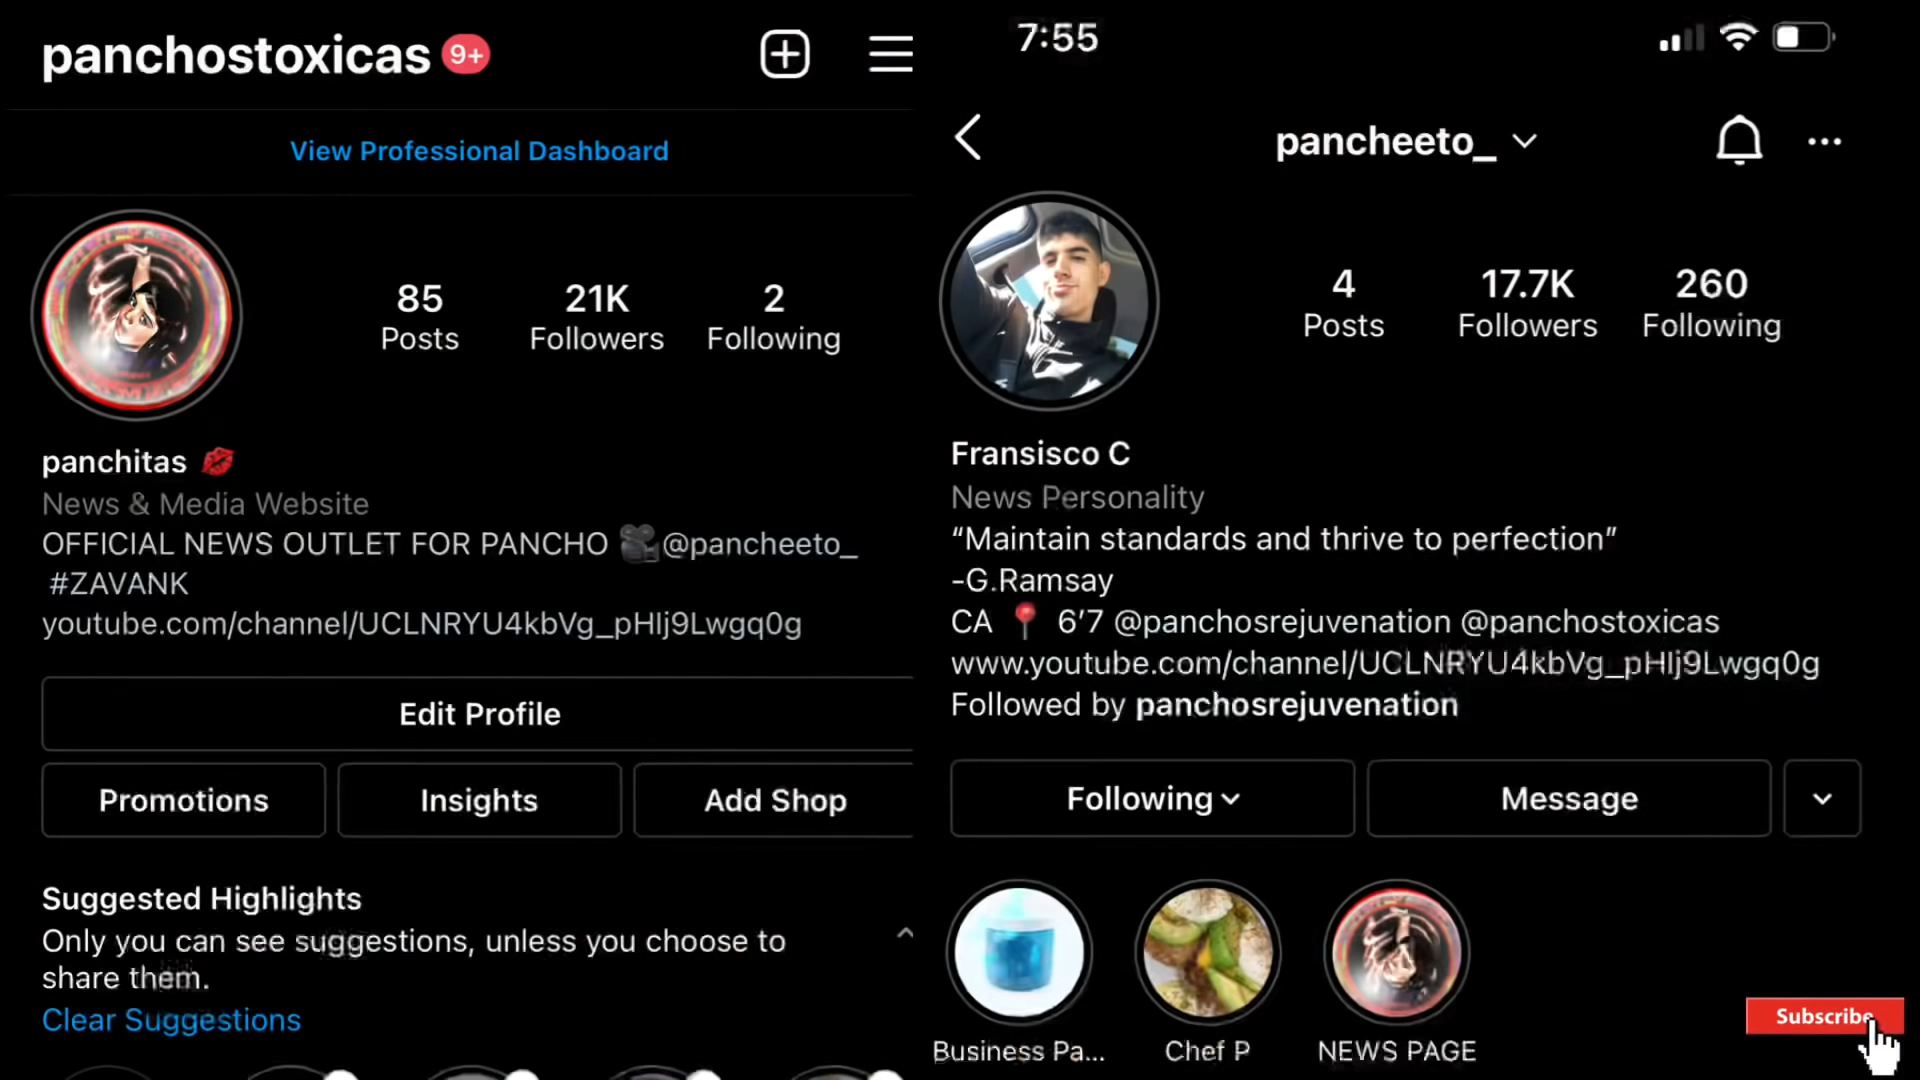 panchostoxicas 9+
View Professional Dashboard
85
Posts
21K
Followers
2
Following
panchitas
News & Media Website
OFFICIAL NEWS OUTLET FOR PANCHO 🎥@pancheeto_
#ZAVANK
youtube.com/channel/UCLNRYU4kbVg_pHIj9Lwgq0g
Edit Profile
Promotions
Insights
Add Shop
Suggested Highlights
Only you can see suggestions, unless you choose to
share them.
Clear Suggestions
7:55
pancheeto_
4
Posts
17.7K
Followers
260
Following
Fransisco C
News Personality
“Maintain standards and thrive to perfection”
-G.Ramsay
CA 📍 6’7 @panchosrejuvenation @panchostoxicas
www.youtube.com/channel/UCLNRYU4kbVg_pHIj9Lwgq0g
Followed by panchosrejuvenation
Following
Message
Business Pa...
Chef P
NEWS PAGE
Subscribe